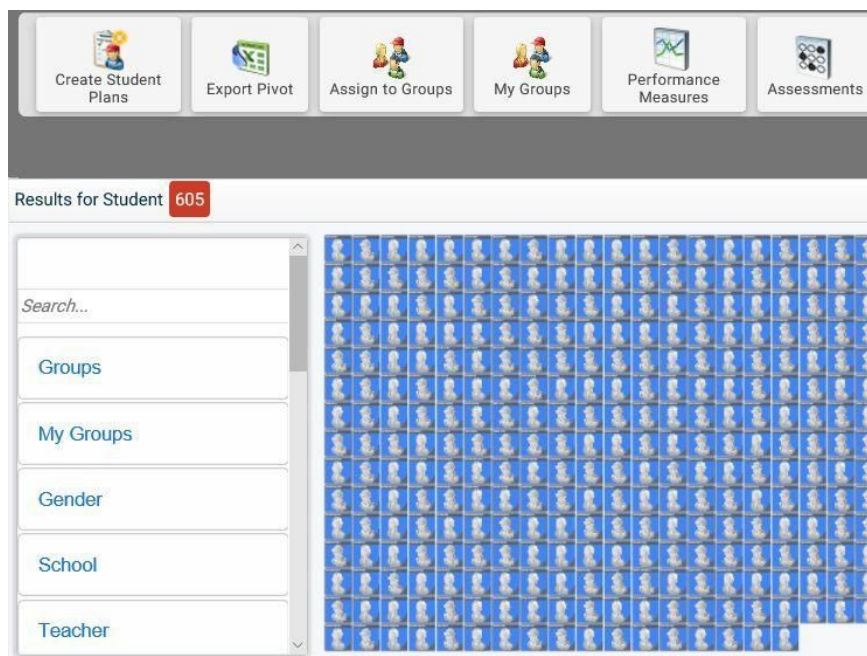 Create Student
Plans
Export Pivot
Assign to Groups
My Groups
Performance
Measures
Assessments
Results for Student 605
Search...
Groups
My Groups
Gender
School
Teacher